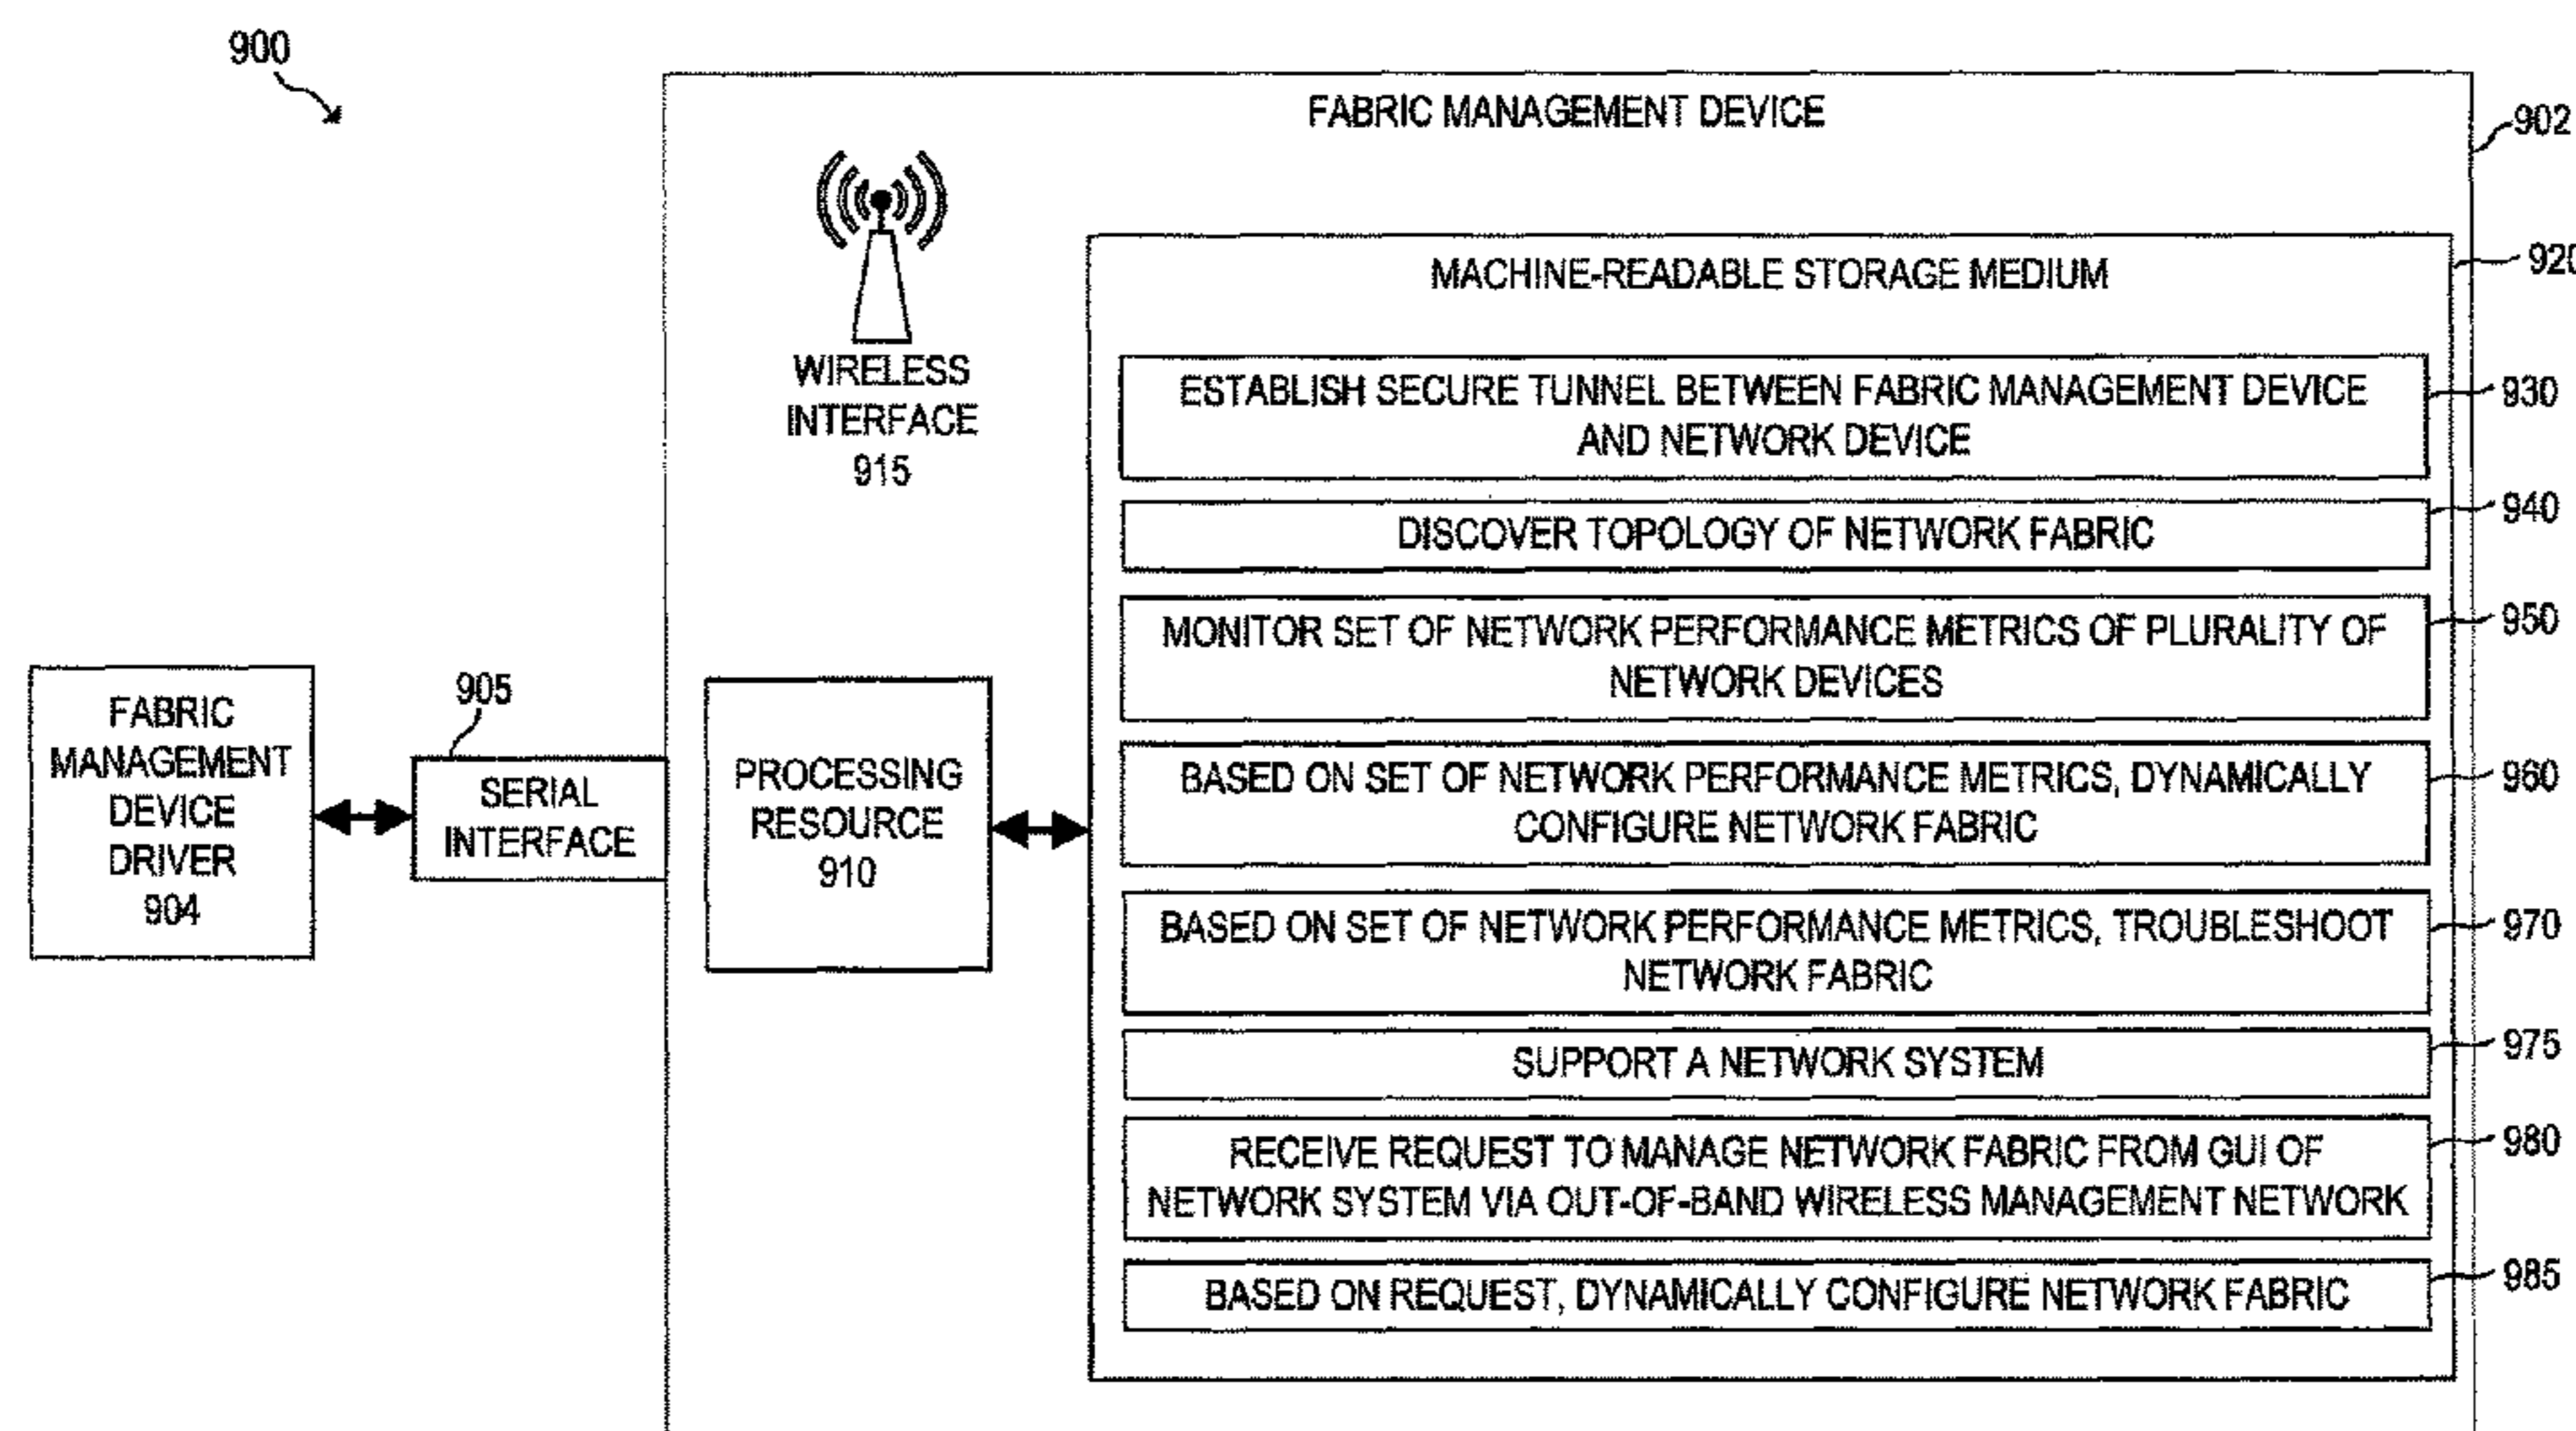 900
FABRIC MANAGEMENT DEVICE
902
WIRELESS
INTERFACE
915
MACHINE-READABLE STORAGE MEDIUM
920
ESTABLISH SECURE TUNNEL BETWEEN FABRIC MANAGEMENT DEVICE
AND NETWORK DEVICE
930
DISCOVER TOPOLOGY OF NETWORK FABRIC
940
MONITOR SET OF NETWORK PERFORMANCE METRICS OF PLURALITY OF
NETWORK DEVICES
950
FABRIC
MANAGEMENT
DEVICE
DRIVER
904
905
SERIAL
INTERFACE
PROCESSING
RESOURCE
910
BASED ON SET OF NETWORK PERFORMANCE METRICS, DYNAMICALLY
CONFIGURE NETWORK FABRIC
960
BASED ON SET OF NETWORK PERFORMANCE METRICS, TROUBLESHOOT
NETWORK FABRIC
970
SUPPORT A NETWORK SYSTEM
975
RECEIVE REQUEST TO MANAGE NETWORK FABRIC FROM GUI OF
NETWORK SYSTEM VIA OUT-OF-BAND WIRELESS MANAGEMENT NETWORK
980
BASED ON REQUEST, DYNAMICALLY CONFIGURE NETWORK FABRIC
985